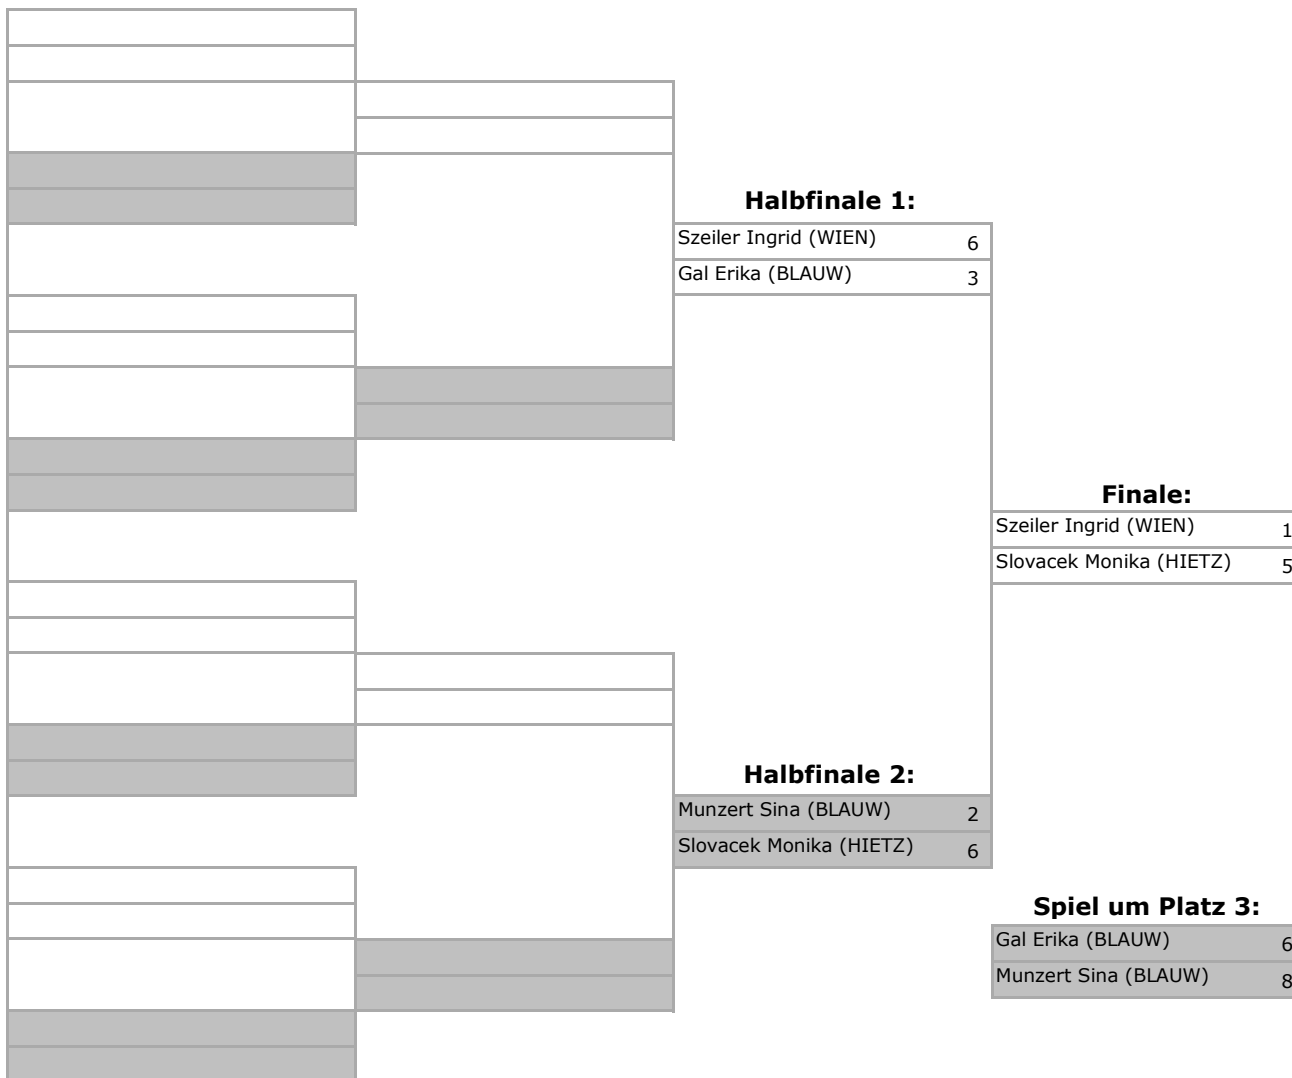 Halbfinale 1:
Szeiler Ingrid (WIEN) 6
Gal Erika (BLAUW) 3
Finale:
Szeiler Ingrid (WIEN) 1
Slovacek Monika (HIETZ) 5
Halbfinale 2:
Munzert Sina (BLAUW) 2
Slovacek Monika (HIETZ) 6
Spiel um Platz 3:
Gal Erika (BLAUW) 6
Munzert Sina (BLAUW) 8